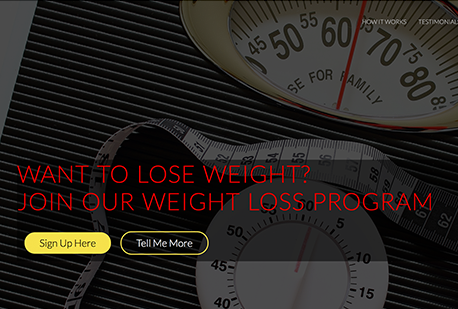 HOW IT WORKS TESTIMONIAL
45 50 55 60 65 70 75 80
SE FOR FAMILY
WANT TO LOSE WEIGHT?
JOIN OUR WEIGHT LOSS PROGRAM
Sign Up Here Tell Me More
5
10
15
45
40